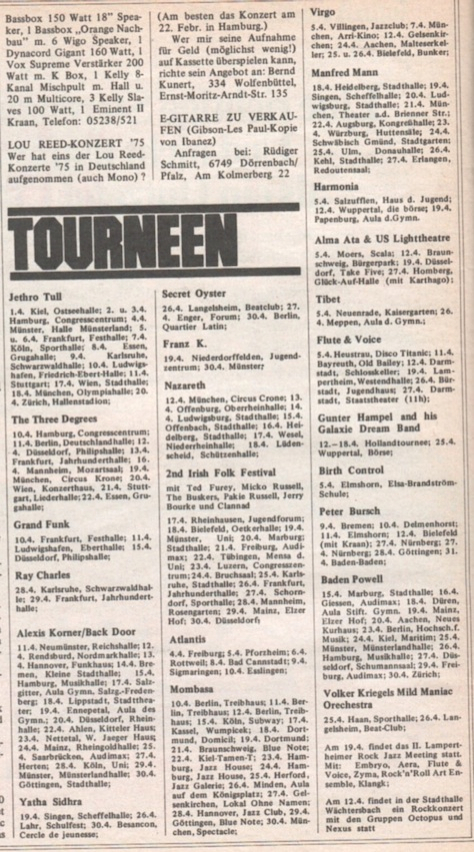 Bassbox 150 Watt 18" Spea-
ker, 1 Bassbox „Orange Nach-
bau" m. 6 Wigo Speaker, 1
Dynacord Gigant 160 Watt, 1
Vox Supreme Verstärker 200
Watt m. K Box, 1 Kelly 8-
Kanal Mischpult m. Hall u.
20 m Multicore, 3 Kelly Sla-
ves 100 Watt, 1 Eminent II
Kraan, Telefon: 05238/521
LOU REED-KONZERT '75
Wer hat eins der Lou Reed-
Konzerte '75 in Deutschland
aufgenommen (auch Mono) ?
(Am besten das Konzert am
22. Febr. in Hamburg.)
Wer mir seine Aufnahme
für Geld (möglichst wenig!)
auf Kassette überspielen kann,
richte sein Angebot an: Bernd
Kunert, 334 Wolfenbüttel,
Ernst-Moritz-Arndt-Str. 135
E-GITARRE ZU VERKAU-
FEN (Gibson-Les Paul-Kopie
von Ibanez)
Anfragen bei: Rüdiger
Schmitt, 6749 Dörrenbach/
Pfalz, Am Kolmerberg 22
TOURNEEN
Jethro Tull
1.4. Kiel, Ostseehalle; 2. u. 3.4.
Hamburg, Congresscentrum; 4.4.
Münster, Halle Münsterland; 5.
u. 6.4. Frankfurt, Festhalle; 7.4.
Köln, Sporthalle; 8.4. Essen,
Grugahalle; 9.4. Karlsruhe,
Schwarzwaldhalle; 10.4. Ludwigs-
hafen, Friedrich-Ebert-Halle; 11.4.
Stuttgart; 17.4. Wien, Stadthalle;
18.4. München, Olympiahalle; 20.
4. Zürich, Hallenstadion;
The Three Degrees
10.4. Hamburg, Congresscentrum;
11.4. Berlin, Deutschlandhalle; 12.
4. Düsseldorf, Philipshalle; 13.4.
Frankfurt, Jahrhunderthalle; 16.
4. Mannheim, Mozartsaal; 19.4.
München, Circus Krone; 20.4.
Wien, Konzerthaus, 21.4. Stutt-
gart, Liederhalle; 22.4. Essen, Gru-
gahalle;
Grand Funk
10.4. Frankfurt, Festhalle; 11.4.
Ludwigshafen, Eberthalle; 15.4.
Düsseldorf, Philipshalle;
Ray Charles
28.4. Karlsruhe, Schwarzwaldhal-
le; 29.4. Frankfurt, Jahrhundert-
halle;
Alexis Korner/Back Door
11.4. Neumünster, Reichshalle; 12.
4. Rendsburd, Nordmarkhalle; 13.
4. Hannover, Funkhaus; 14.4. Bre-
men, Kleine Stadthalle; 15.4.
Hamburg, Musikhalle; 17.4. Salz-
gitter, Aula Gymn. Salzg.-Freden-
berg; 18.4. Lippstadt, Stadtthea-
ter; 19.4. Ennepetal, Aula des
Gymn.; 20.4. Düsseldorf, Rhein-
halle; 22.4. Ahlen, Kitteler Haus;
23.4. Nettetal, W. Jaeger Haus;
24.4. Mainz, Rheingoldhalle; 25.
4. Saarbrücken, Audimax; 27.4.
Herten; 28.4. Köln, Uni; 29.4.
Münster, Münsterlandhalle; 30.4.
Göttingen, Stadthalle;
Yatha Sidhra
19.4. Singen, Scheffelhalle; 26.4.
Lahr, Schulfest; 30.4. Besancon,
Cercle de jeunesse;
Secret Oyster
26.4. Langelsheim, Beatclub; 27.
4. Enger, Forum; 30.4. Berlin,
Quartier Latin;
Franz K.
19.4. Niederdorffelden, Jugend-
zentrum; 30.4. Münster;
Nazareth
12.4. München, Circus Crone; 13.
4. Offenburg, Oberrheinhalle; 14.
4. Ludwigsburg, Stadthalle; 15.4.
Offenbach, Stadthalle; 16.4. Hei-
delberg, Stadthalle; 17.4. Wesel,
Niederrheinhalle; 18.4. Lüden-
scheid, Schützenhalle;
2nd Irish Folk Festival
mit Ted Furey, Micko Russell,
The Buskers, Pakie Russell, Jerry
Bourke und Clannad
17.4. Rheinhausen, Jugendforum;
18.4. Bielefeld, Oetkerhalle; 19.4.
Münster, Uni; 20.4. Marburg;
Stadthalle; 21.4. Freiburg, Audi-
max; 22.4. Tübingen, Mensa d.
Uni; 23.4. Luzern, Congresszen-
trum; 24.4. Bruchsaal; 25.4. Karls-
ruhe, Stadthalle; 26.4. Frankfurt,
Jahrhunderthalle; 27.4. Schorn-
dorf, Sporthalle; 28.4. Mannheim,
Rosengarten; 29.4. Mainz, Elzer
Hof; 30.4. Düsseldorf;
Atlantis
4.4. Freiburg; 5.4. Pforzheim; 6.4.
Rottweil; 8.4. Bad Cannstatt; 9.4.
Sigmaringen; 10.4. Esslingen;
Mombasa
10.4. Berlin, Treibhaus; 11.4. Ber-
lin, Treibhaus; 12.4. Berlin, Treib-
haus; 15.4. Köln, Subway; 17.4.
Kassel, Wumpicek; 18.4. Dort-
mund, Domicil; 19.4. Dortmund;
21.4. Braunschweig, Blue Note;
22.4. Kiel-Tamen-T; 23.4. Ham-
burg, Jazz House; 24.4. Ham-
burg, Jazz House, 25.4. Herford,
Jazz Galerie; 26.4. Minden, Aula
auf dem Königsplatz; 27.4. Gel-
senkirchen, Lokal Ohne Namen;
28.4. Hannover, Jazz Club, 29.4.
Göttingen, Blue Note; 30.4. Mün-
chen, Spectacle;
Virgo
5.4. Villingen, Jazzclub; 7.4. Mün-
chen, Arri-Kino; 12.4. Gelsenkir-
chen; 24.4. Aachen, Malteserkel-
ler; 25. u. 26.4. Bielefeld, Bunker;
Manfred Mann
18.4. Heidelberg, Stadthalle; 19.4.
Singen, Scheffelhalle; 20.4. Lud-
wigsburg, Stadthalle; 21.4. Mün-
chen, Theater a.d. Brienner Str.;
22.4. Augsburg, Kongreßhalle; 23.
4. Würzburg, Huttensäle; 24.4.
Schwäbisch Gmünd, Stadtgarten;
25.4. Ulm, Donauhalle; 26.4.
Kehl, Stadthalle; 27.4. Erlangen,
Redoutensaal;
Harmonia
5.4. Salzufflen, Haus d. Jugend;
12.4. Wuppertal, die börse; 19.4.
Papenburg, Aula d.Gymn.
Alma Ata & US Lighttheatre
5.4. Moers, Scala; 12.4. Braun-
schweig, Bürgerpark; 19.4. Düssel-
dorf, Take Five; 27.4. Homberg,
Glück-Auf-Halle (mit Karthago);
Tibet
5.4. Neuenrade, Kaisergarten; 26.
4. Meppen, Aula d. Gymn.;
Flute & Voice
5.4. Heustrau, Disco Titanic; 11.4.
Bayreuth, Old Bailey; 12.4. Darm-
stadt, Schlosskeller; 19.4. Lam-
pertheim, Westendhalle; 26.4. Bür-
stadt, Jugendhaus; 27.4. Darm-
stadt, Staatstheater (11h);
Gunter Hampel and his
Galaxie Dream Band
12.–18.4. Hollandtournee; 25.4.
Wuppertal, Börse;
Birth Control
5.4. Elmshorn, Elsa-Brandström-
Schule;
Peter Bursch
9.4. Bremen; 10.4. Delmenhorst;
11.4. Elmshorn; 12.4. Bielefeld
(mit Kraan); 27.4. Nürnberg; 27.
4. Nürnberg; 28.4. Göttingen; 31.
4. Baden-Baden;
Baden Powell
15.4. Marburg, Stadthalle; 16.4.
Giessen, Audimax; 18.4. Düren,
Aula Stift. Gymn. 19.4. Mainz,
Elzer Hof; 20.4. Aachen, Neues
Kurhaus; 23.4. Berlin, Hochsch.f.
Musik; 24.4. Kiel, Maritim; 25.4.
Münster, Münsterlandhalle; 26.4.
Hamburg, Musikhalle; 27.4. Düs-
seldorf, Schumannsaal; 29.4. Frei-
burg, Audimax; 30.4. Zürich;
Volker Kriegels Mild Maniac
Orechestra
25.4. Haan, Sporthalle; 26.4. Lan-
gelsheim, Beat-Club;
Am 19.4. findet das II. Lampert-
heimer Rock Jazz Meeting statt.
Mit: Embryo, Aera, Flute &
Voice, Zyma, Rock'n'Roll Art En-
semble, Klangk;
Am 12.4. findet in der Stadthalle
Wächtersbach ein Rockkonzert
mit den Gruppen Octopus und
Nexus statt